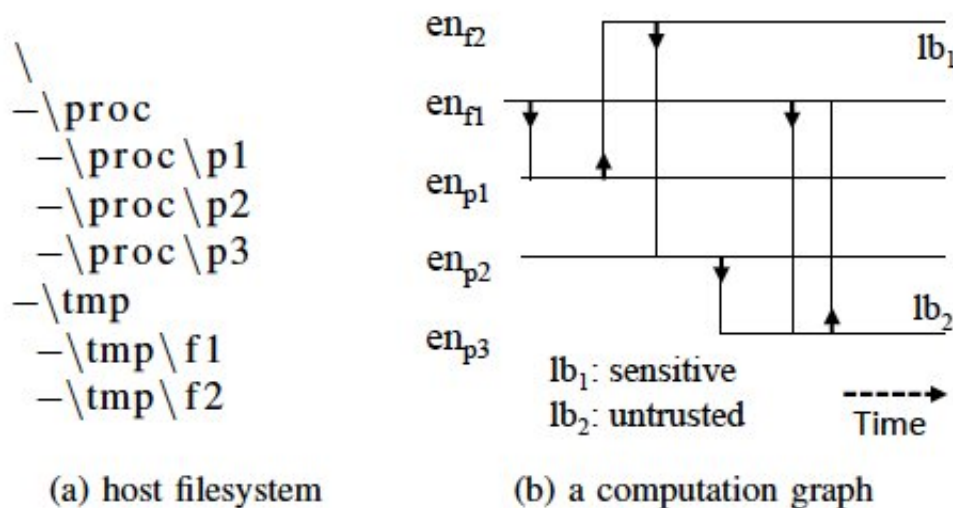 \
–\proc
–\proc\p1
–\proc\p2
–\proc\p3
–\tmp
–\tmp\f1
–\tmp\f2
(a) host filesystem
en_f2
lb_1
en_f1
en_p1
en_p2
lb_2
en_p3
lb_1: sensitive
lb_2: untrusted
Time
(b) a computation graph